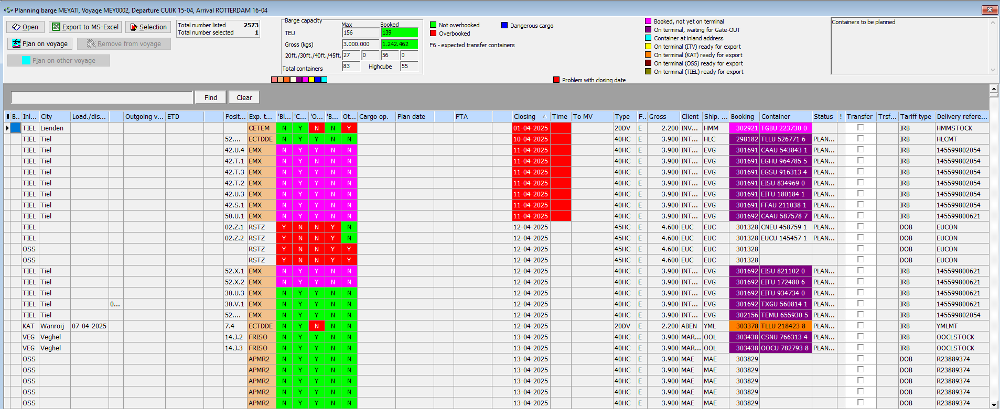 Planning barge MEYATI, Voyage MEY0002, Departure CUIJK 15-04, Arrival ROTTERDAM 16-04
Open Export to MS-Excel Selection
Plan on voyage Remove from voyage
Plan on other voyage
Total number listed 2573
Total number selected 1
Barge capacity
Max Booked
TEU 156 139
Gross (kgs) 3.000.000 1.242.462
20ft./30ft./40ft./45ft. 27 0 56 0
Total containers 83 Highcube 55
Not overbooked Dangerous cargo
Overbooked
F6 - expected transfer containers
Problem with closing date
Booked, not yet on terminal
On terminal, waiting for Gate-OUT
Container at inland address
On terminal (ITV) ready for export
On terminal (KAT) ready for export
On terminal (OSS) ready for export
On terminal (TIEL) ready for export
Containers to be planned
Find Clear
B.. Inl... City Load./dis... Outgoing v... ETD Posit... Exp. t... 'Bl... 'C... 'O... 'B... Ot... Cargo op. Plan date PTA Closing Time To MV Type F.. Gross Client Ship. ... Booking Container Status ! Transfer Trsf... Tariff type Delivery refere...
TIEL Lienden CETEM N Y N N Y 01-04-2025 20DV E 2.200 INV... HMM 302921 TGBU 223730 0 IRB HMMSTOCK
TIEL Tiel 52.... ECTDDE N Y Y N N 10-04-2025 40HC E 3.900 INT... HLC 298182 TLLU 526771 6 PLAN... IRB HLCMT
TIEL Tiel 42.U.4 EMX N Y Y N N 11-04-2025 40HC E 3.900 INT... EVG 301691 CAAU 543843 1 PLAN... IRB 145599802054
TIEL Tiel 42.T.1 EMX N Y Y N N 11-04-2025 40HC E 3.900 INT... EVG 301691 EGHU 964785 5 PLAN... IRB 145599802054
TIEL Tiel 42.T.3 EMX N Y Y N N 11-04-2025 40HC E 3.900 INT... EVG 301691 EGSU 916313 4 PLAN... IRB 145599802054
TIEL Tiel 42.T.2 EMX N Y Y N N 11-04-2025 40HC E 3.900 INT... EVG 301691 EISU 834969 0 PLAN... IRB 145599802054
TIEL Tiel 42.U.3 EMX N Y Y N N 11-04-2025 40HC E 3.900 INT... EVG 301691 EITU 180184 1 PLAN... IRB 145599802054
TIEL Tiel 42.S.1 EMX N Y Y N N 11-04-2025 40HC E 3.900 INT... EVG 301691 FFAU 211038 1 PLAN... IRB 145599802054
TIEL Tiel 50.U.1 EMX N Y Y N N 11-04-2025 40HC E 3.900 INT... EVG 301692 CAAU 587578 7 PLAN... IRB 145599800621
TIEL 02.Z.1 RSTZ Y N N Y N 12-04-2025 45HC E 4.600 EUC EUC 301328 CNEU 458759 1 PLAN... DOB EUCON
TIEL 02.Z.2 RSTZ Y N N Y N 12-04-2025 45HC E 4.600 EUC EUC 301328 EUCU 145457 1 PLAN... DOB EUCON
OSS RSTZ Y N N Y Y 12-04-2025 45HC E 4.600 EUC EUC 301328 DOB EUCON
OSS RSTZ Y N N Y Y 12-04-2025 45HC E 4.600 EUC EUC 301328 DOB EUCON
TIEL Tiel 52.X.1 EMX N Y Y N N 12-04-2025 40HC E 3.900 INT... EVG 301692 EISU 821102 0 PLAN... IRB 145599800621
TIEL Tiel 52.X.2 EMX N Y Y N N 12-04-2025 40HC E 3.900 INT... EVG 301692 EITU 172480 6 PLAN... IRB 145599800621
TIEL Tiel 30.U.3 EMX N Y Y N N 12-04-2025 40HC E 3.900 INT... EVG 301692 EITU 934734 0 PLAN... IRB 145599800621
TIEL Tiel 0... 30.V.1 EMX N Y Y N N 12-04-2025 40HC E 3.900 INT... EVG 301692 TXGU 560814 1 PLAN... IRB 145599800621
TIEL Tiel 52.... EMX N Y Y N N 12-04-2025 40HC E 3.900 INT... EVG 302156 TEMU 655930 5 PLAN... IRB 145599802054
KAT Wanroij 07-04-2025 7.4 ECTDDE N Y N N N 12-04-2025 20DV E 2.200 ABEN YML 303378 TLLU 218423 8 PLAN... IRB YMLMT
VEG Veghel 14.J.2 FRISO N Y Y N N 13-04-2025 40HC E 3.900 MAR... OOL 303438 CSNU 766313 4 PLAN... IRB OOCLSTOCK
VEG Veghel 14.J.3 FRISO N Y Y N N 13-04-2025 40HC E 3.900 MAR... OOL 303438 OOCU 782793 8 PLAN... IRB OOCLSTOCK
OSS APMR2 N Y Y N N 13-04-2025 40HC E 3.900 MAE MAE 303829 DOB R23889374
OSS APMR2 N Y Y N N 13-04-2025 40HC E 3.900 MAE MAE 303829 DOB R23889374
OSS APMR2 N Y Y N N 13-04-2025 40HC E 3.900 MAE MAE 303829 DOB R23889374
OSS APMR2 N Y Y N N 13-04-2025 40HC E 3.900 MAE MAE 303829 DOB R23889374
OSS APMR2 N Y Y N N 13-04-2025 40HC E 3.900 MAE MAE 303829 DOB R23889374